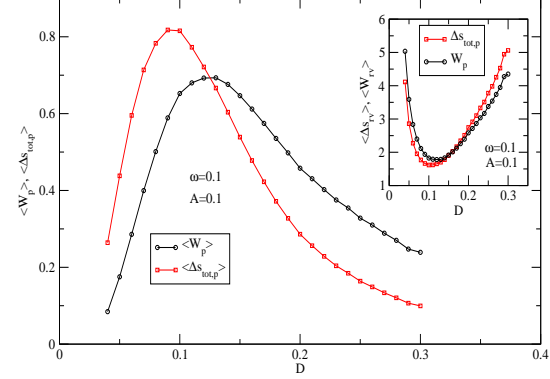 <W_p>, <Δs_tot,p>
0.8
0.6
0.4
0.2
0
0
0.1
0.2
0.3
0.4
D
ω=0.1
A=0.1
<W_p>
<Δs_tot,p>
<Δs_rv>, <W_rv>
6
5
4
3
2
1
0
0.1
0.2
0.3
D
Δs_tot,p
W_p
ω=0.1
A=0.1